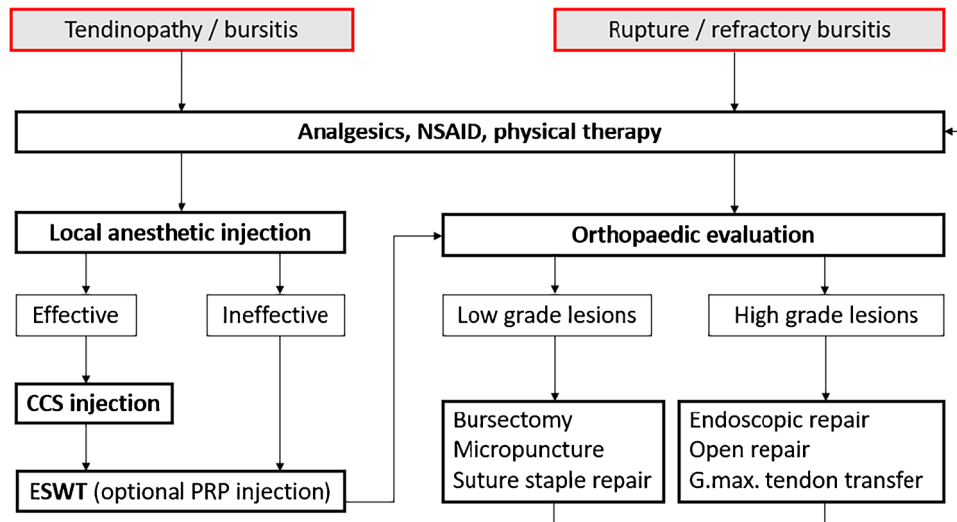 Tendinopathy / bursitis
Rupture / refractory bursitis
Analgesics, NSAID, physical therapy
Local anesthetic injection
Orthopaedic evaluation
Effective
Ineffective
Low grade lesions
High grade lesions
CCS injection
Bursectomy
Micropuncture
Suture staple repair
Endoscopic repair
Open repair
G.max. tendon transfer
ESWT (optional PRP injection)